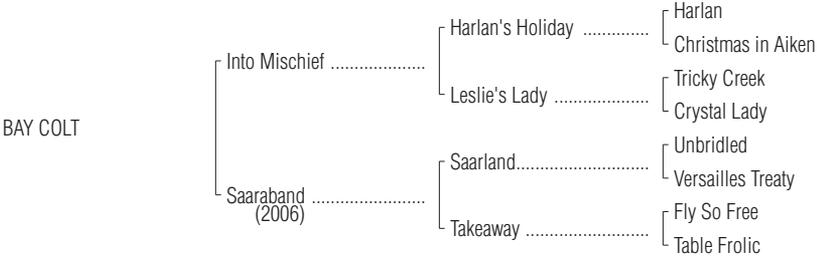 Harlan
Harlan's Holiday ..............
Christmas in Aiken
Into Mischief ....................
Tricky Creek
Leslie's Lady ....................
Crystal Lady
BAY COLT
Unbridled
Saarland............................
Versailles Treaty
Saaraband ........................
(2006)
Fly So Free
Takeaway ..........................
Table Frolic